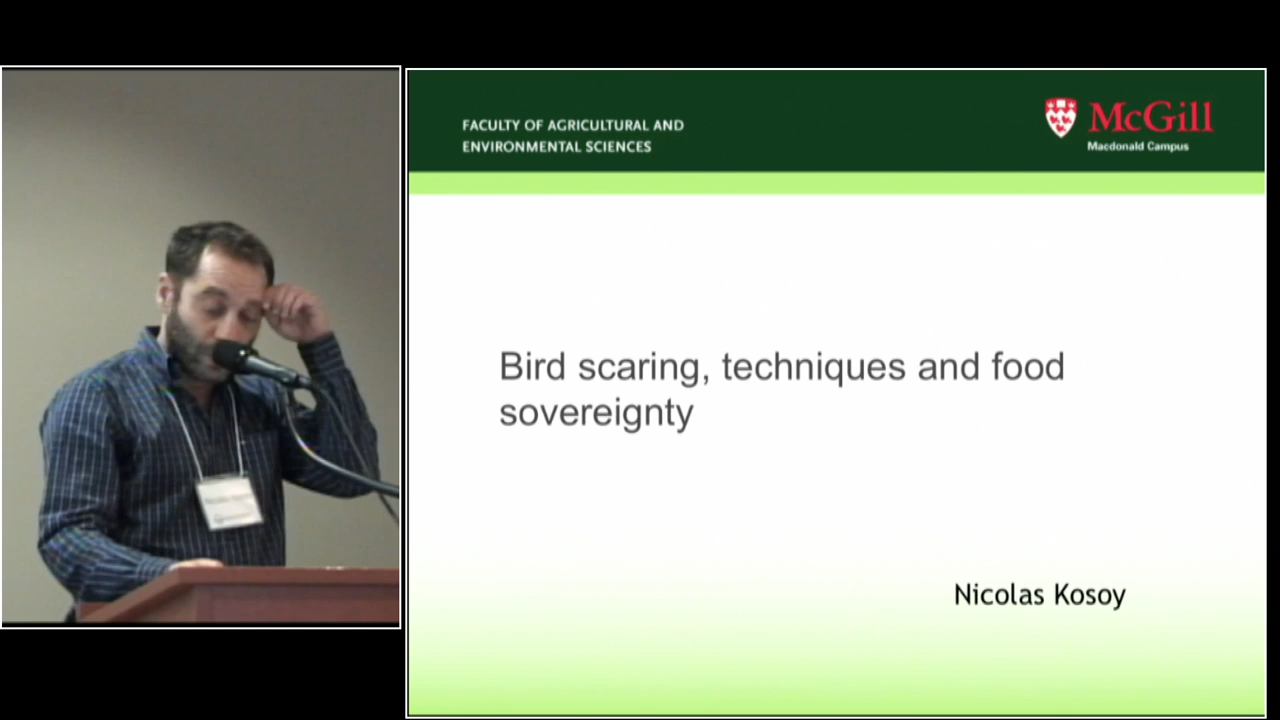 FACULTY OF AGRICULTURAL AND
ENVIRONMENTAL SCIENCES
McGill
Macdonald Campus
Bird scaring, techniques and food
sovereignty
Nicolas Kosoy